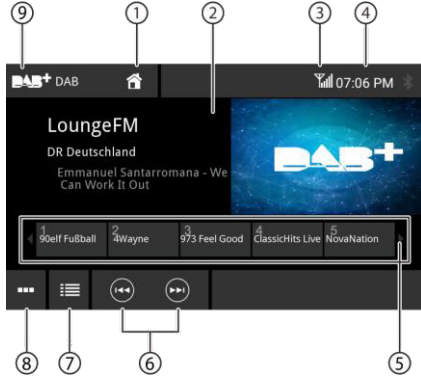 ⑨ ① ② ③ ④
DAB+ DAB 07:06 PM
LoungeFM
DAB+
DR Deutschland
Emmanuel Santarromana - We
Can Work It Out
1 2 3 4 5
90elf Fußball 4Wayne 973 Feel Good ClassicHits Live NovaNation
⑧ ⑦ ⑥ ⑤